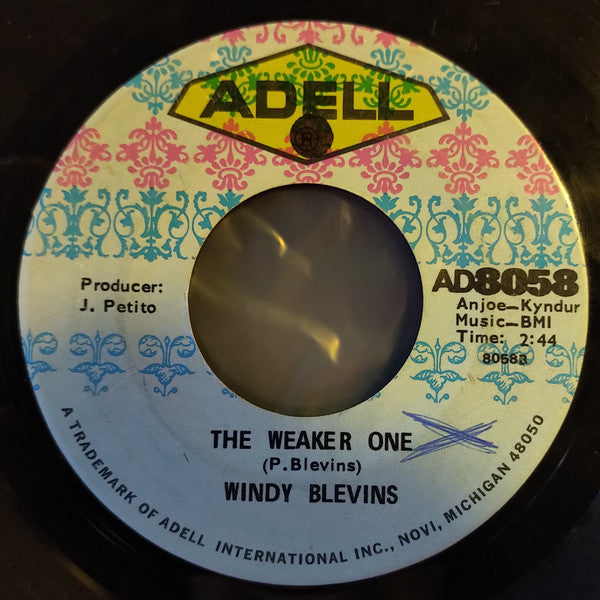 ADELL
Producer:
J. Petito
AD8058
Anjoe—Kyndur
Music—BMI
Time: 2:44
8058B
THE WEAKER ONE
(P.Blevins)
WINDY BLEVINS
A TRADEMARK OF ADELL INTERNATIONAL INC., NOVI, MICHIGAN 48050